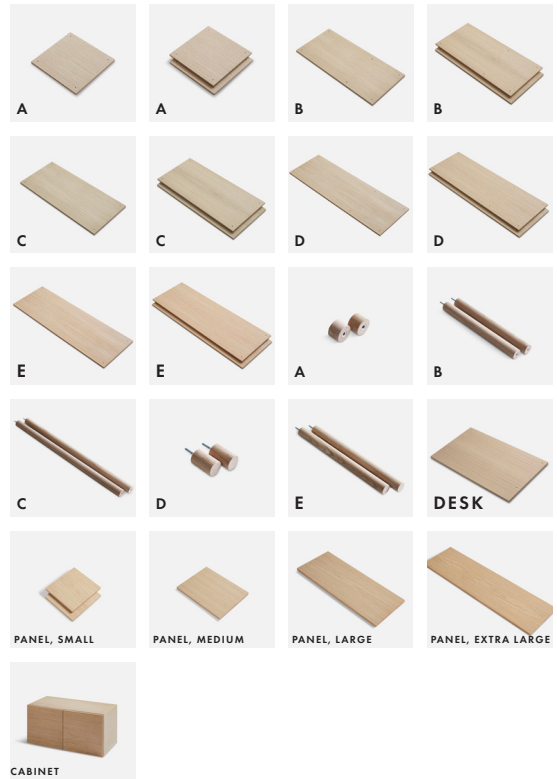 A
A
B
B
C
C
D
D
E
E
A
B
C
D
E
DESK
PANEL, SMALL
PANEL, MEDIUM
PANEL, LARGE
PANEL, EXTRA LARGE
CABINET